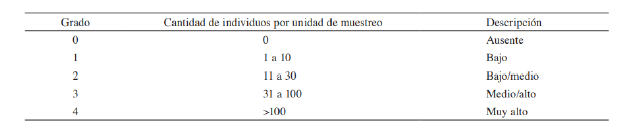 Grado Cantidad de individuos por unidad de muestreo Descripción
0 0 Ausente
1 1 a 10 Bajo
2 11 a 30 Bajo/medio
3 31 a 100 Medio/alto
4 >100 Muy alto